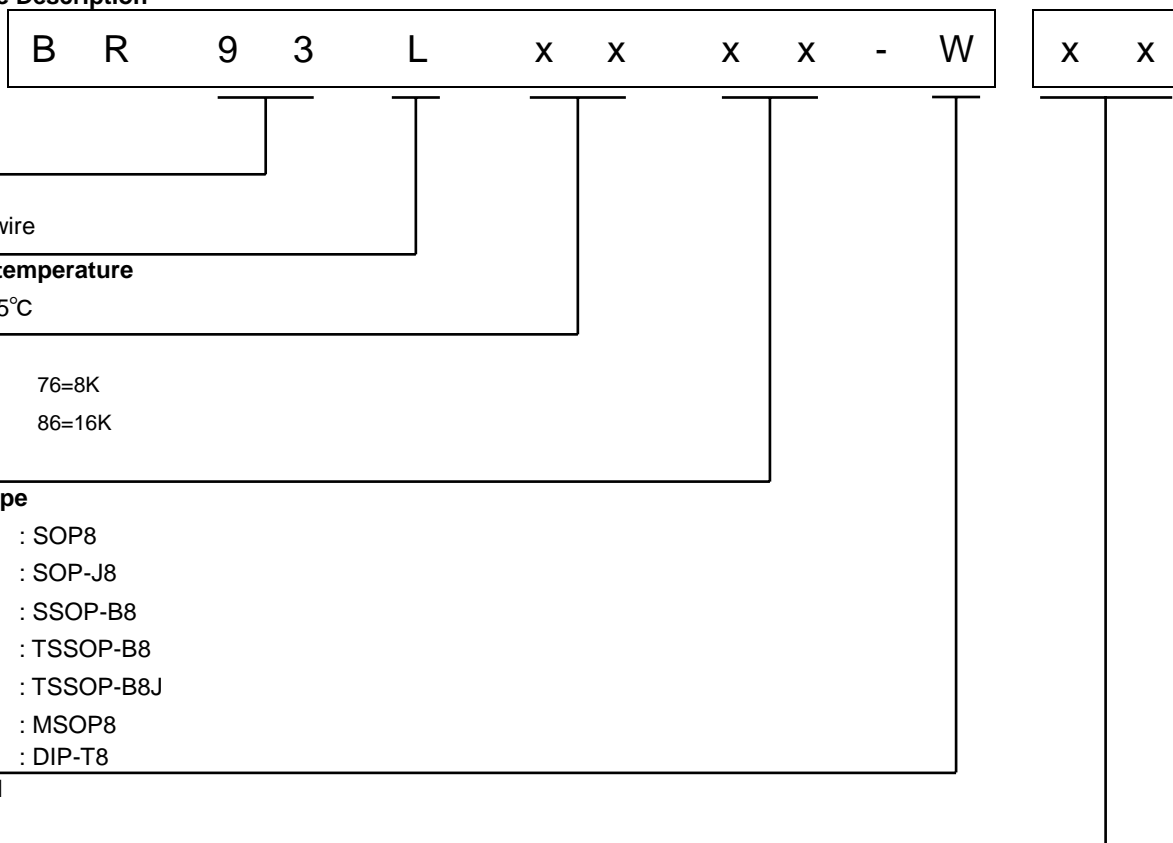 Description
B R 9 3 L x x x x - W x x
wire
temperature
5℃
76=8K
86=16K
pe
: SOP8
: SOP-J8
: SSOP-B8
: TSSOP-B8
: TSSOP-B8J
: MSOP8
: DIP-T8